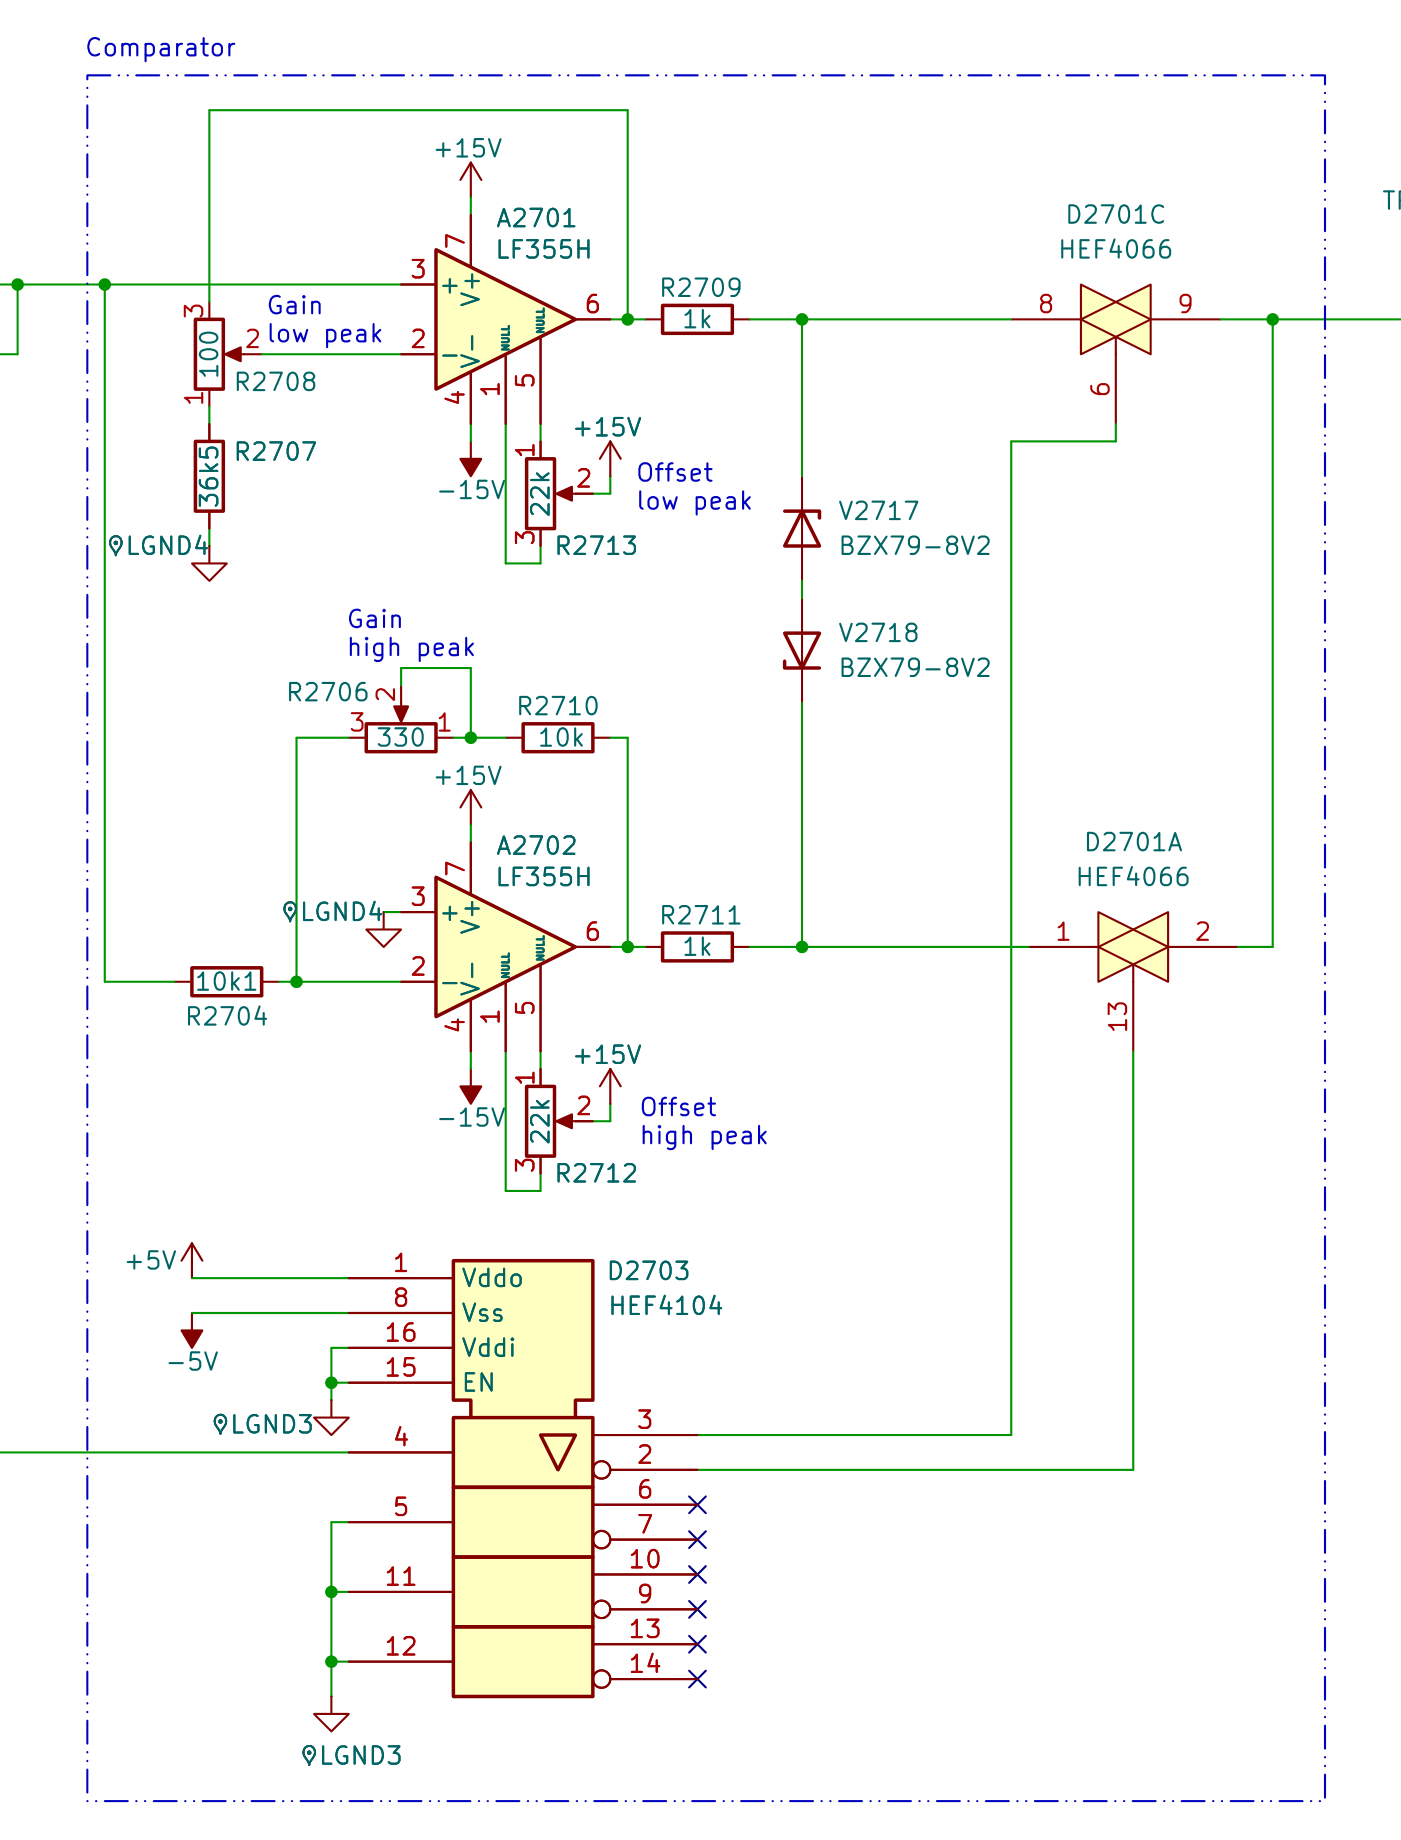 Comparator
+15V
A2701
LF355H
7
3
+
V+
2
−
V-
NULL
NULL
6
4
1
5
-15V
3
Gain
low peak
100
2
R2708
1
36k5
R2707
LGND4
R2709
1k
D2701C
HEF4066
8
9
6
+15V
1
22k
2
3
R2713
Offset
low peak
V2717
BZX79-8V2
V2718
BZX79-8V2
Gain
high peak
R2706
2
3
330
1
R2710
10k
+15V
A2702
LF355H
7
LGND4
3
+
V+
2
−
V-
NULL
NULL
6
4
1
5
-15V
10k1
R2704
R2711
1k
D2701A
HEF4066
1
2
13
+15V
1
22k
2
3
R2712
Offset
high peak
+5V
-5V
1
Vddo
8
Vss
16
Vddi
15
EN
D2703
HEF4104
LGND3
4
3
2
5
6
7
11
10
9
12
13
14
LGND3